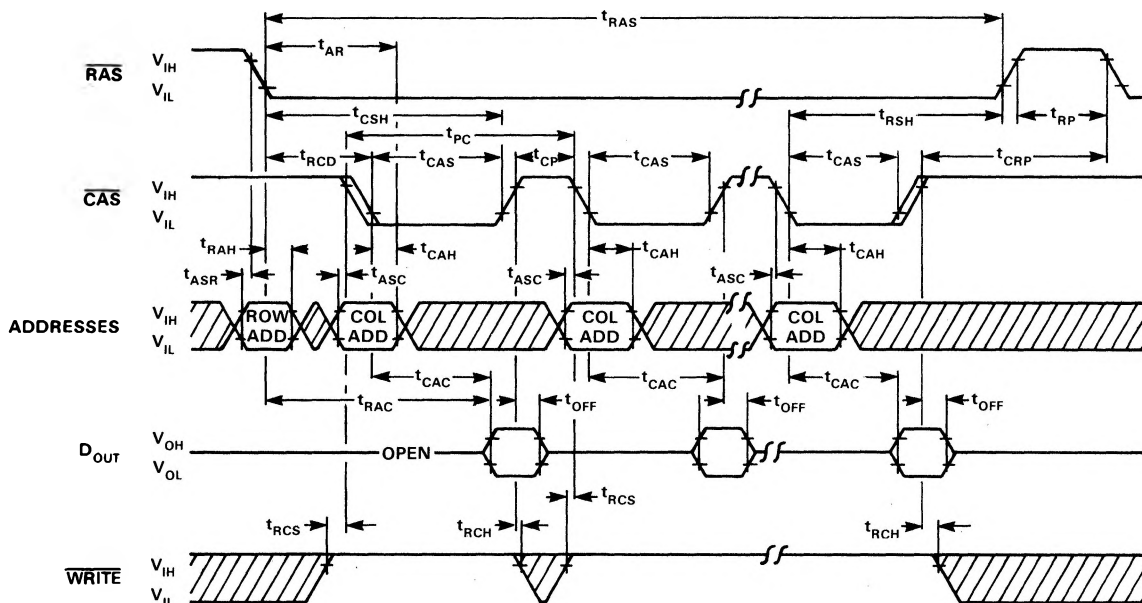 tRAS
tAR
RAS VIH
VIL
tCSH
tRSH
tRP
tPC
tRCD tCAS tCP tCAS tCAS tCRP
CAS VIH
VIL
tRAH tCAH tCAH tCAH
tASR tASC tASC tASC
ADDRESSES VIH
VIL
ROW ADD
COL ADD
COL ADD
COL ADD
tCAC tCAC tCAC
tRAC tOFF tOFF tOFF
DOUT VOH
VOL
OPEN
tRCS
tRCS tRCH tRCH
WRITE VIH
VIL